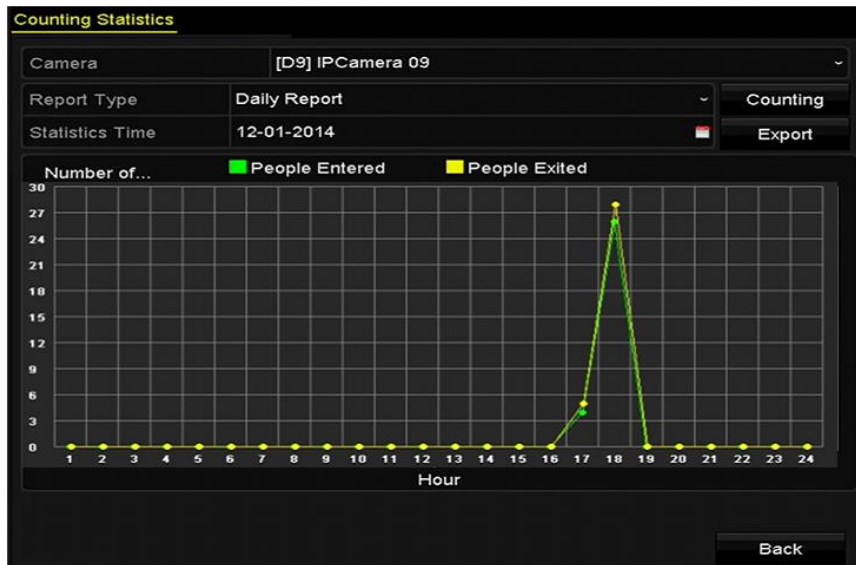 Counting Statistics
Camera [D9] IPCamera 09
Report Type Daily Report Counting
Statistics Time 12-01-2014 Export
Number of... People Entered People Exited
30
27
24
21
18
15
12
9
6
3
0
1 2 3 4 5 6 7 8 9 10 11 12 13 14 15 16 17 18 19 20 21 22 23 24
Hour
Back